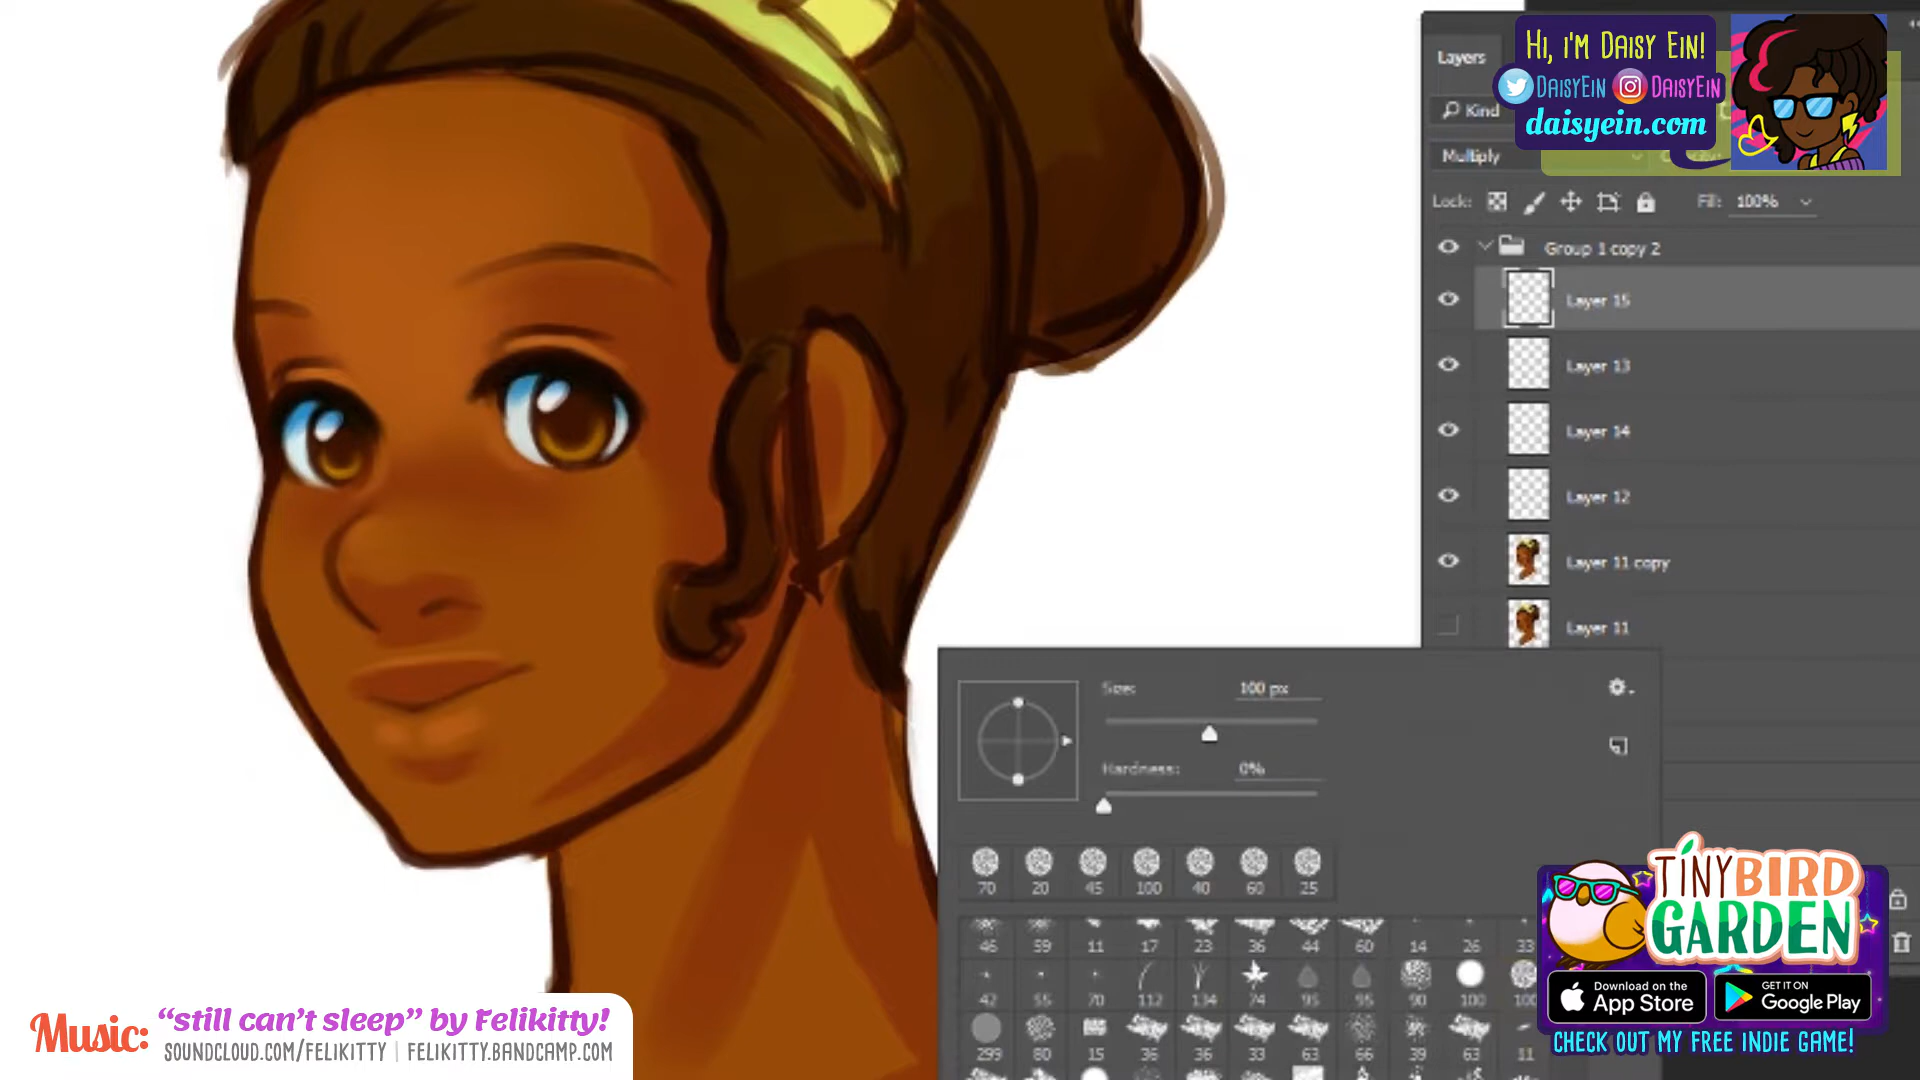 Hi, i'm Daisy Ein!
DaisyEin DaisyEin
daisyein.com
Layers
Kind
Multiply
Lock: Fill: 100%
Group 1 copy 2
Layer 15
Layer 13
Layer 14
Layer 12
Layer 11 copy
Layer 11
Size: 100 px
Hardness: 0%
70 20 45 100 40 60 25
46 59 11 17 23 36 44 60 14 26 33
42 55 70 112 134 74 95 95 90 100 100
299 80 15 36 36 33 63 66 39 63 11
TiNY BIRD
GARDEN
Download on the
App Store
GET IT ON
Google Play
CHECK OUT MY FREE INDIE GAME!
Music: “still can't sleep” by Felikitty!
SOUNDCLOUD.COM/FELIKITTY | FELIKITTY.BANDCAMP.COM